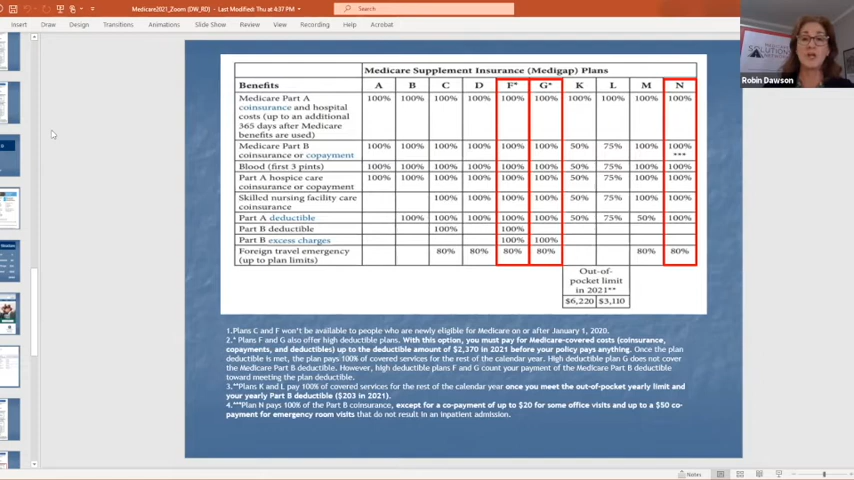 Medicare2021_Zoom (DW_RD) - Last Modified: Thu at 4:37 PM
Search
Insert Draw Design Transitions Animations Slide Show Review View Recording Help Acrobat
Robin Dawson
Medicare Supplement Insurance (Medigap) Plans
Benefits A B C D F* G* K L M N
Medicare Part A 100% 100% 100% 100% 100% 100% 100% 100% 100% 100%
coinsurance and hospital
costs (up to an additional
365 days after Medicare
benefits are used)
Medicare Part B 100% 100% 100% 100% 100% 100% 50% 75% 100% 100%
coinsurance or copayment ***
Blood (first 3 pints) 100% 100% 100% 100% 100% 100% 50% 75% 100% 100%
Part A hospice care 100% 100% 100% 100% 100% 100% 50% 75% 100% 100%
coinsurance or copayment
Skilled nursing facility care 100% 100% 100% 100% 50% 75% 100% 100%
coinsurance
Part A deductible 100% 100% 100% 100% 100% 50% 75% 50% 100%
Part B deductible 100% 100%
Part B excess charges 100% 100%
Foreign travel emergency 80% 80% 80% 80% 80% 80%
(up to plan limits)
Out-of-
pocket limit
in 2021**
$6,220 $3,110
1.Plans C and F won't be available to people who are newly eligible for Medicare on or after January 1, 2020.
2.* Plans F and G also offer high deductible plans. With this option, you must pay for Medicare-covered costs (coinsurance,
copayments, and deductibles) up to the deductible amount of $2,370 in 2021 before your policy pays anything. Once the plan
deductible is met, the plan pays 100% of covered services for the rest of the calendar year. High deductible plan G does not cover
the Medicare Part B deductible. However, high deductible plans F and G count your payment of the Medicare Part B deductible
toward meeting the plan deductible.
3.**Plans K and L pay 100% of covered services for the rest of the calendar year once you meet the out-of-pocket yearly limit and
your yearly Part B deductible ($203 in 2021).
4.***Plan N pays 100% of the Part B coinsurance, except for a co-payment of up to $20 for some office visits and up to a $50 co-
payment for emergency room visits that do not result in an inpatient admission.
Notes